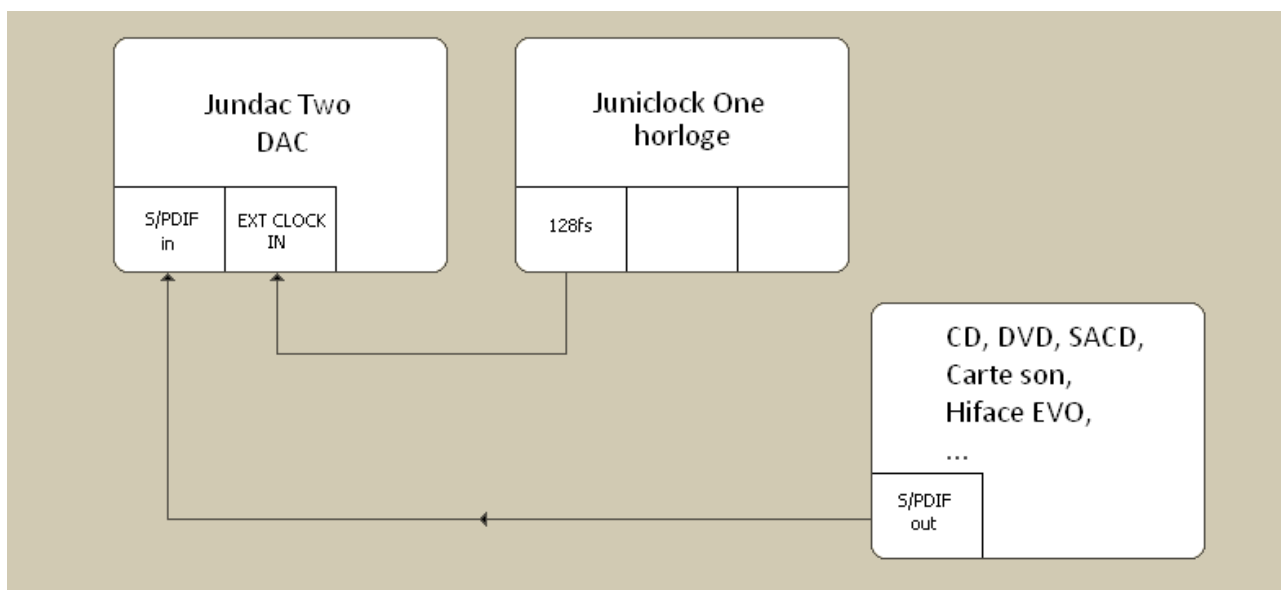 Jundac Two
DAC
S/PDIF
in
EXT CLOCK
IN
Juniclock One
horloge
128fs
CD, DVD, SACD,
Carte son,
Hiface EVO,
...
S/PDIF
out